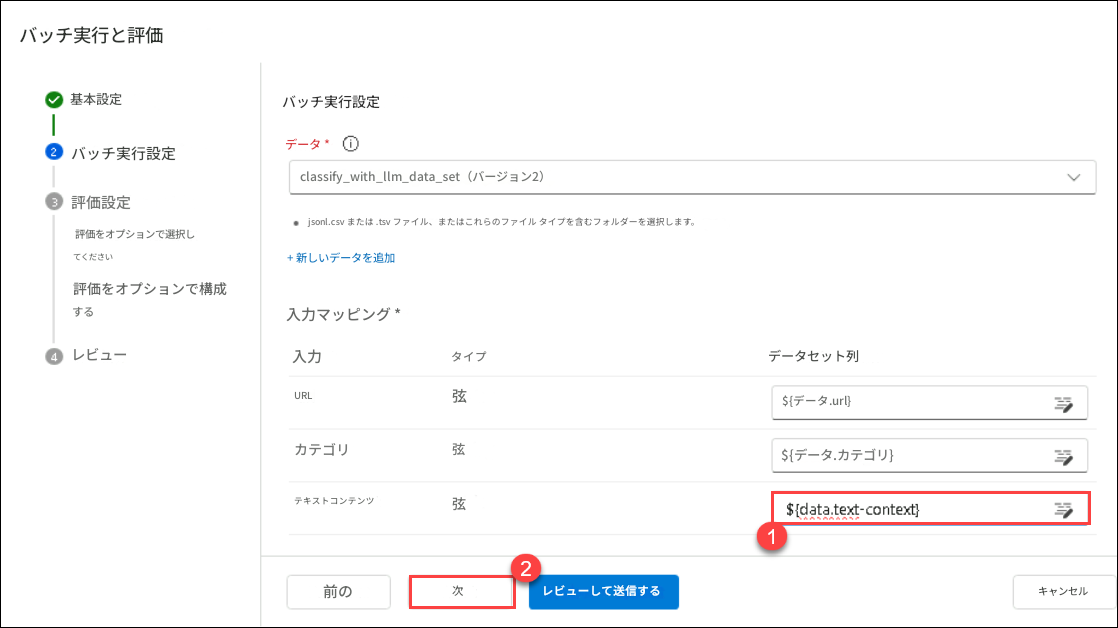 バッチ実行と評価
基本設定
2 バッチ実行設定
3 評価設定
評価をオプションで選択し
てください
評価をオプションで構成
する
4 レビュー
バッチ実行設定
データ *
classify_with_llm_data_set（バージョン2）
● jsonl.csv または .tsv ファイル、またはこれらのファイル タイプを含むフォルダーを選択します。
+ 新しいデータを追加
入力マッピング *
入力 タイプ データセット列
URL 弦 ${データ.url}
カテゴリ 弦 ${データ.カテゴリ}
テキストコンテンツ 弦 ${data.text-context}
1
2
前の 次 レビューして送信する キャンセル